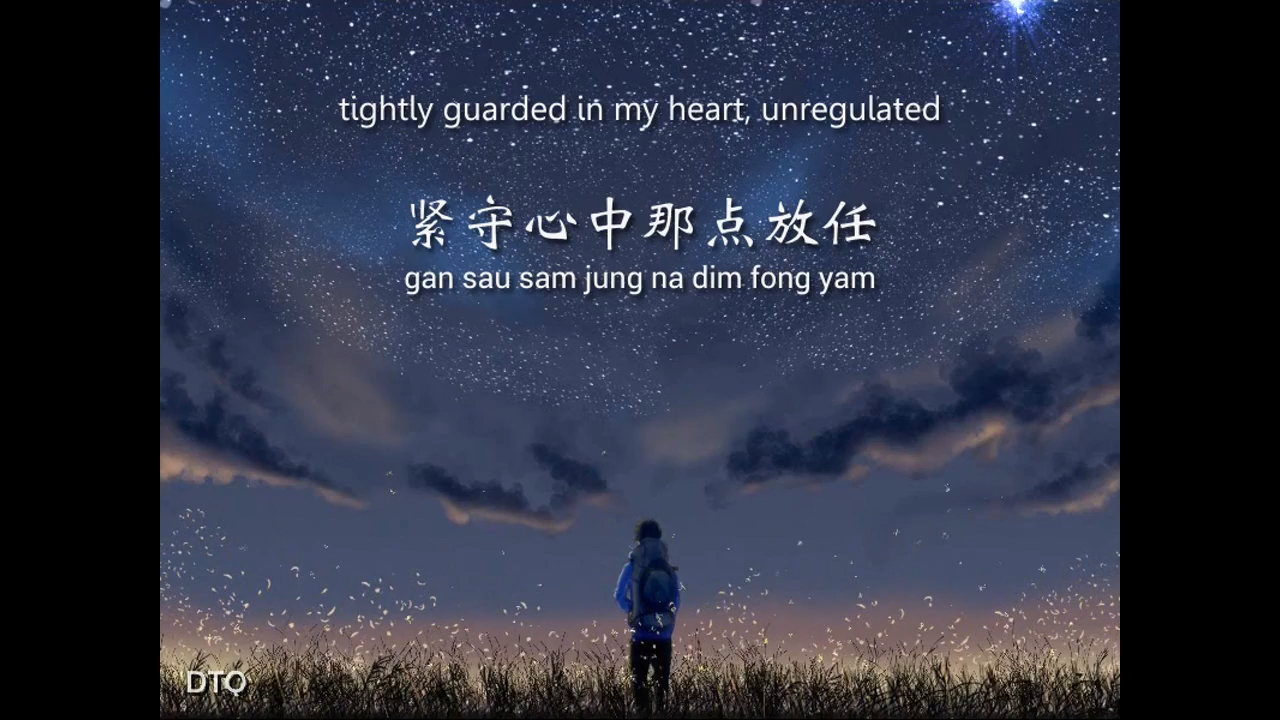 tightly guarded in my heart, unregulated
紧守心中那点放任
gan sau sam jung na dim fong yam
DTQ